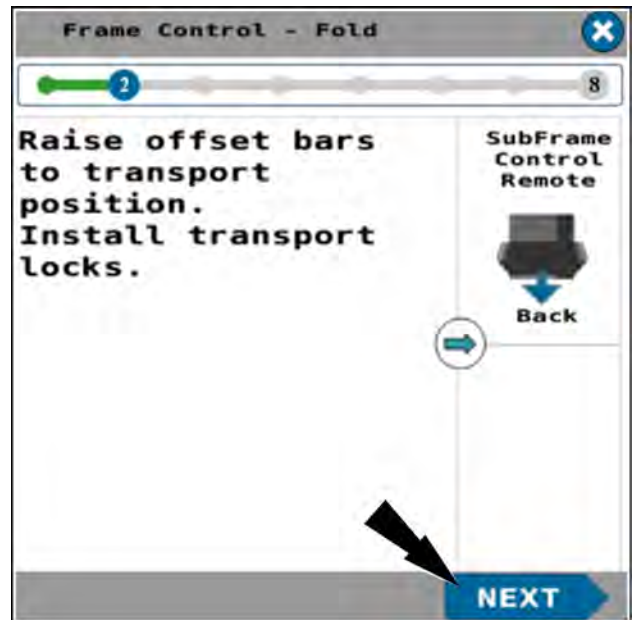 Frame Control - Fold
2
8
Raise offset bars
to transport
position.
Install transport
locks.
SubFrame
Control
Remote
Back
NEXT